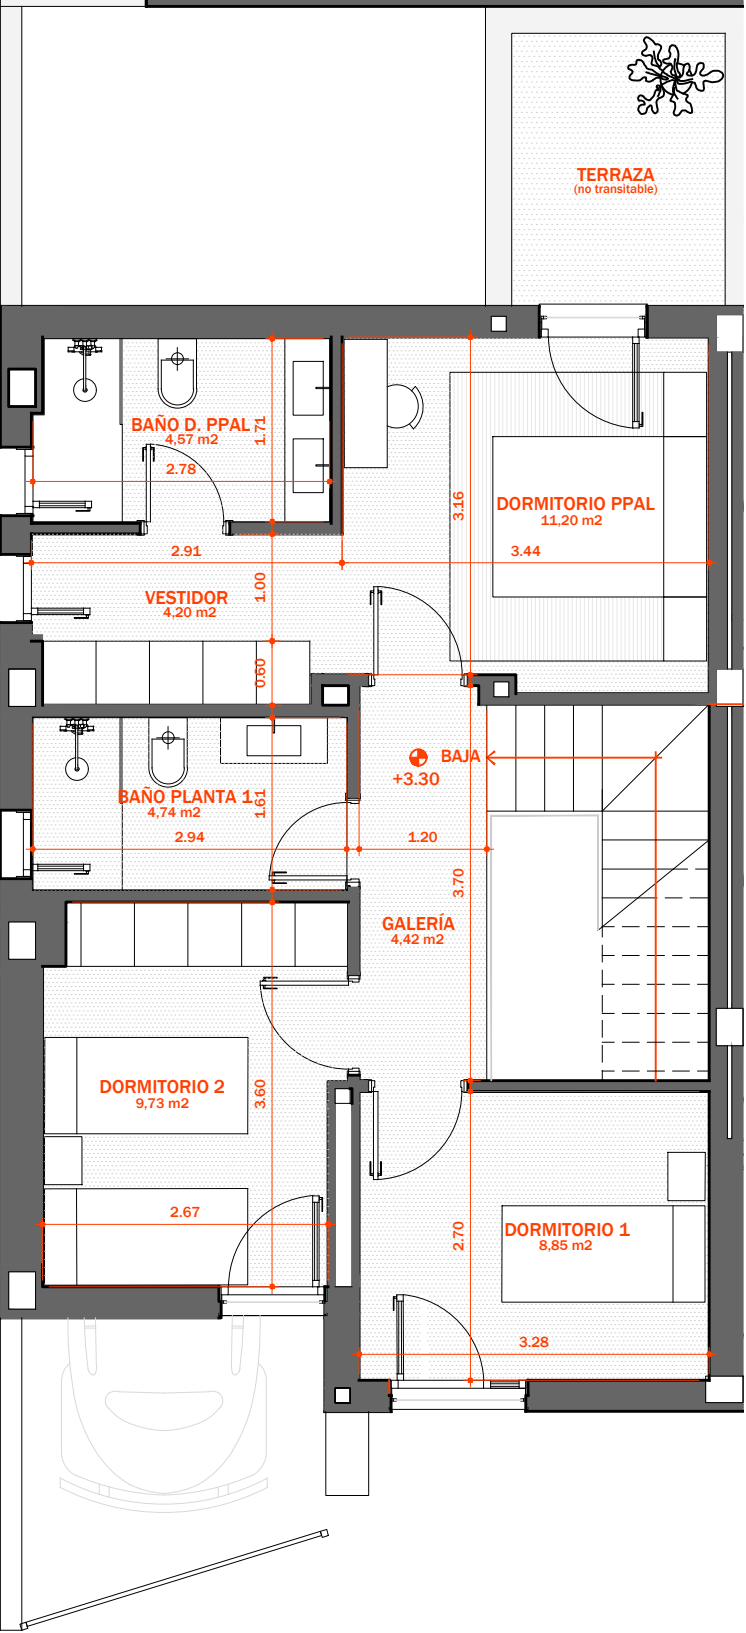 TERRAZA
(no transitable)
BAÑO D. PPAL
4,57 m2
1.71
2.78
DORMITORIO PPAL
11,20 m2
3.16
2.91
3.44
VESTIDOR
4,20 m2
1.00
0.60
BAJA
+3.30
BAÑO PLANTA 1
4,74 m2
1.61
2.94
1.20
3.70
GALERÍA
4,42 m2
DORMITORIO 2
9,73 m2
3.60
2.67
DORMITORIO 1
8,85 m2
2.70
3.28